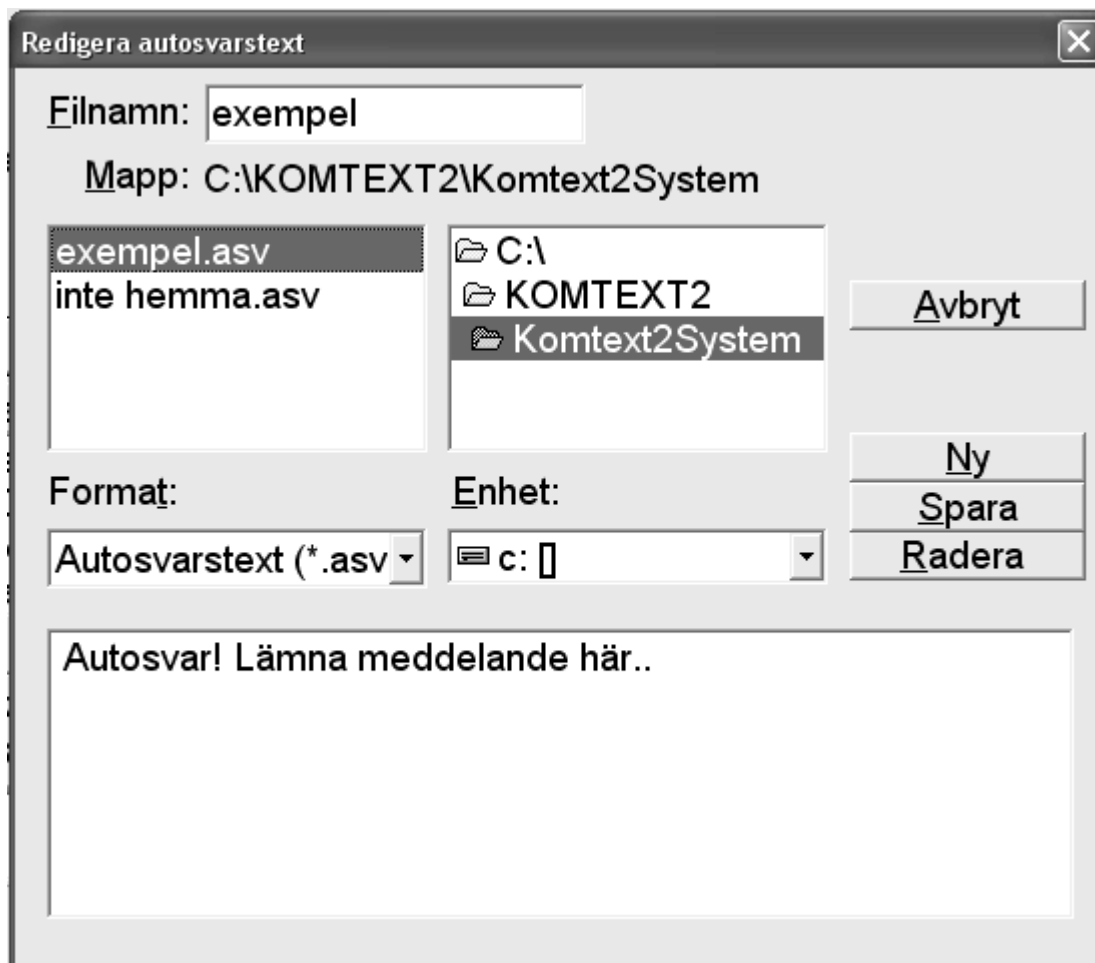 Redigera autosvarstext
Filnamn: exempel
Mapp: C:\KOMTEXT2\Komtext2System
exempel.asv
inte hemma.asv
C:\
KOMTEXT2
Komtext2System
Avbryt
Format:
Enhet:
Ny
Spara
Radera
Autosvarstext (*.asv
c: []
Autosvar! Lämna meddelande här..